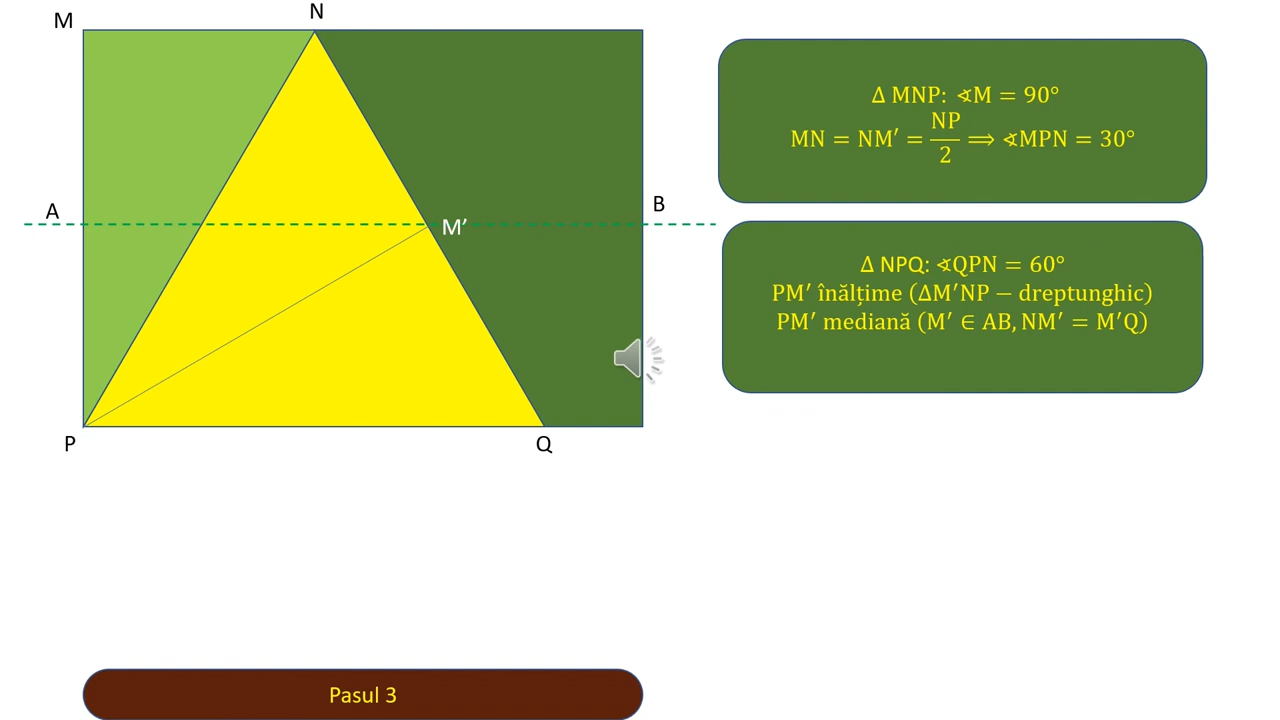 M
N
A
B
M’
P
Q
Δ MNP: ∢M = 90°
MN = NM′ = NP/2 ⟹ ∢MPN = 30°
Δ NPQ: ∢QPN = 60°
PM′ înălțime (ΔM′NP − dreptunghic)
PM′ mediană (M′ ∈ AB, NM′ = M′Q)
Pasul 3